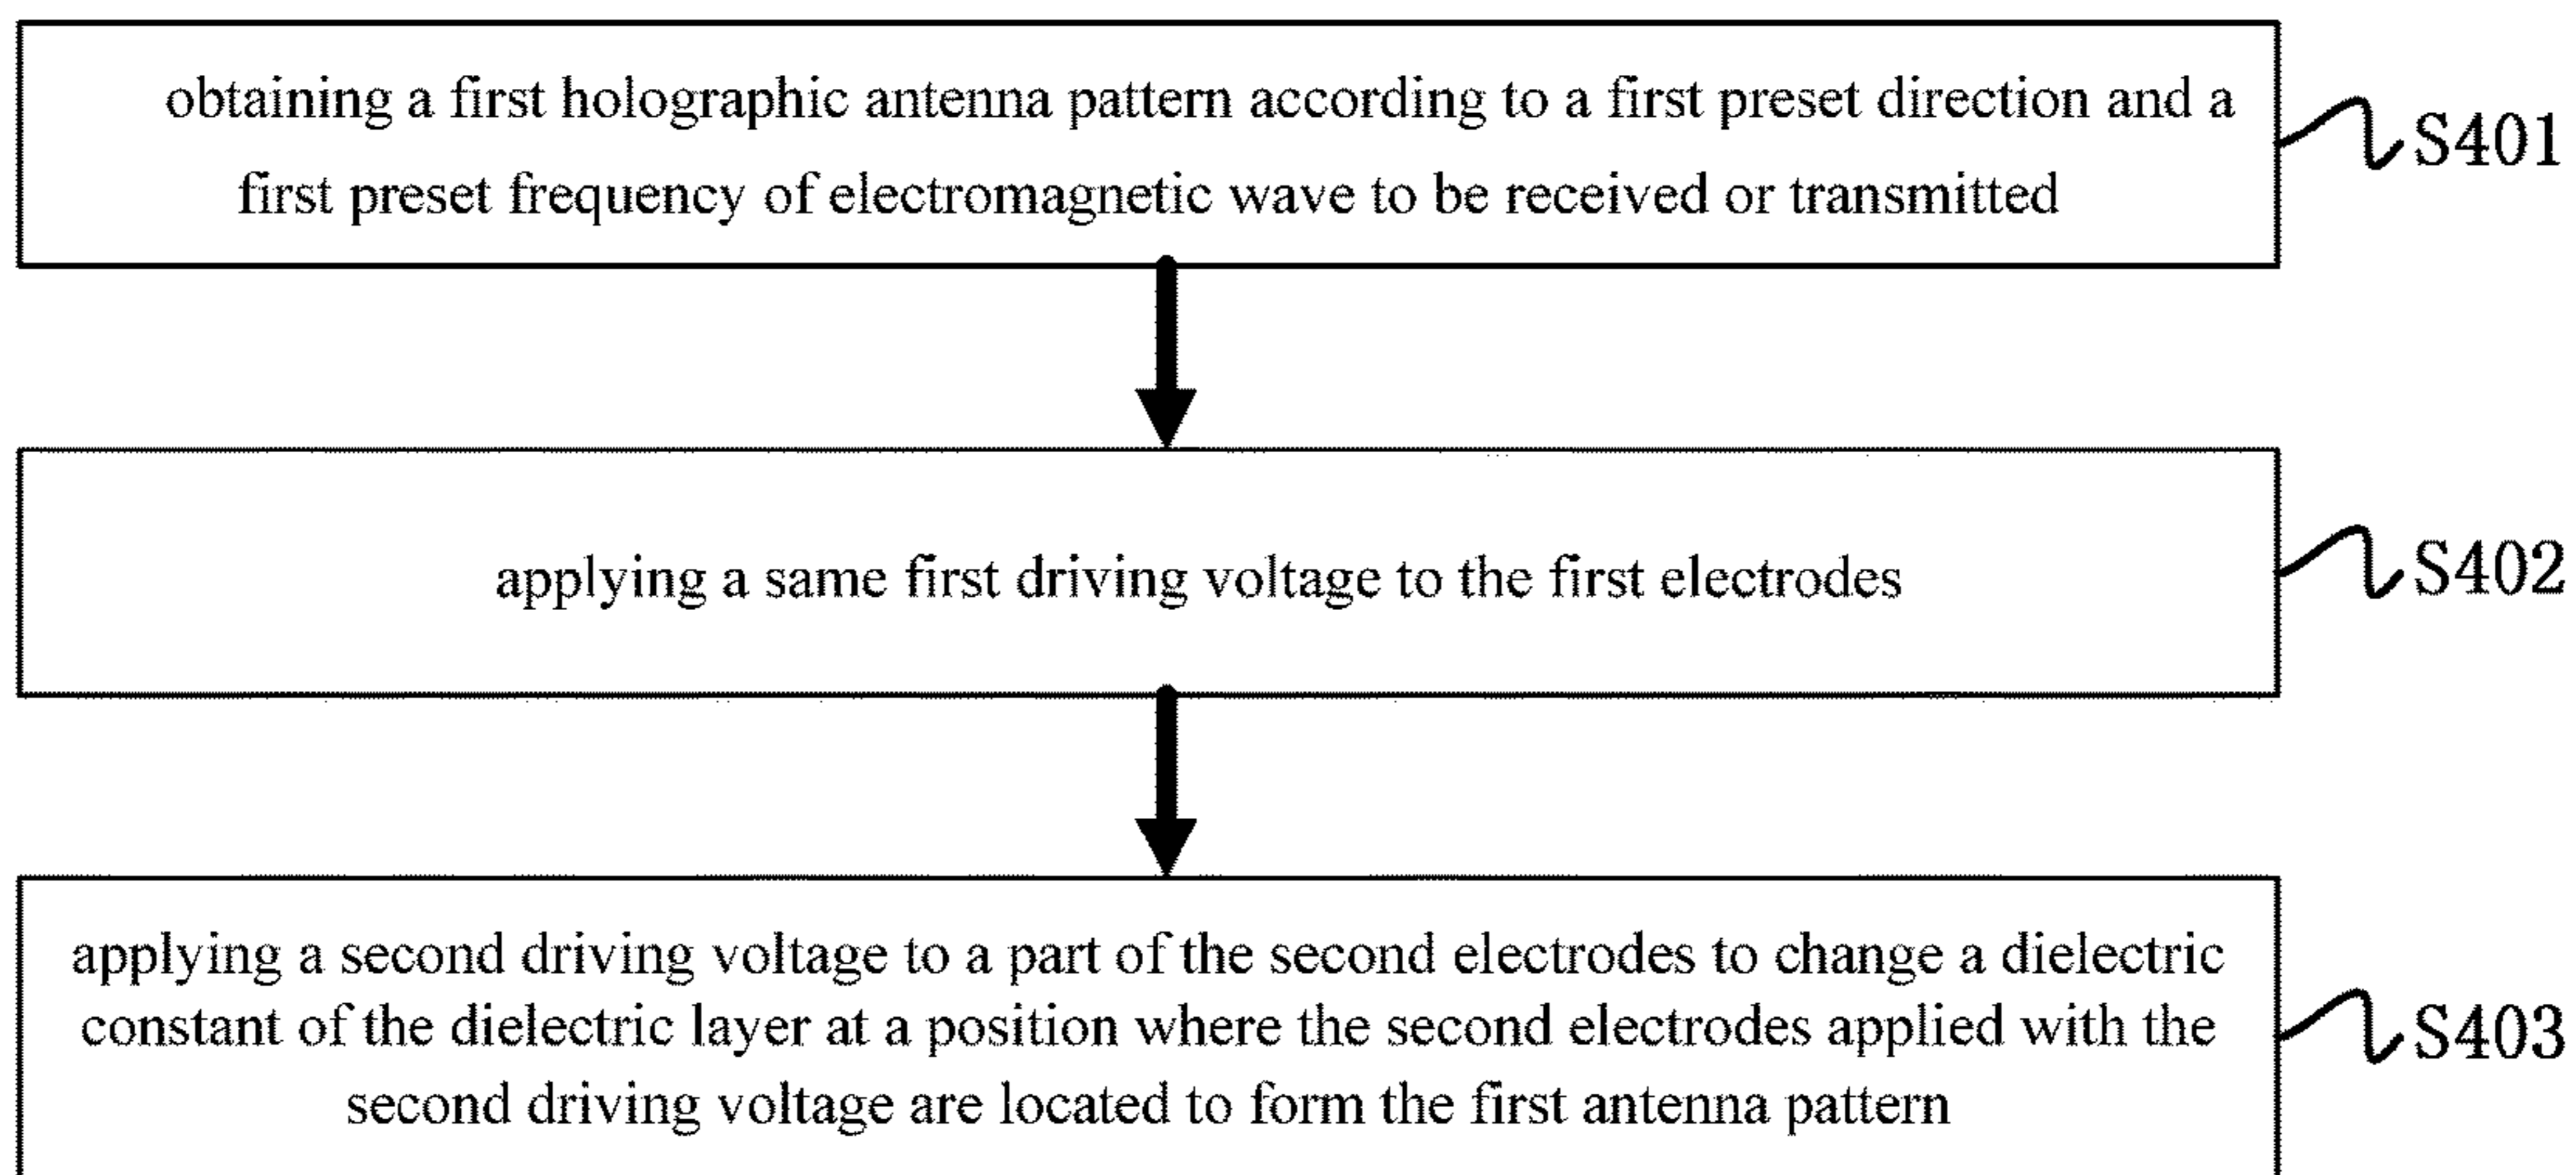 obtaining a first holographic antenna pattern according to a first preset direction and a
first preset frequency of electromagnetic wave to be received or transmitted
S401
applying a same first driving voltage to the first electrodes
S402
applying a second driving voltage to a part of the second electrodes to change a dielectric
constant of the dielectric layer at a position where the second electrodes applied with the
second driving voltage are located to form the first antenna pattern
S403